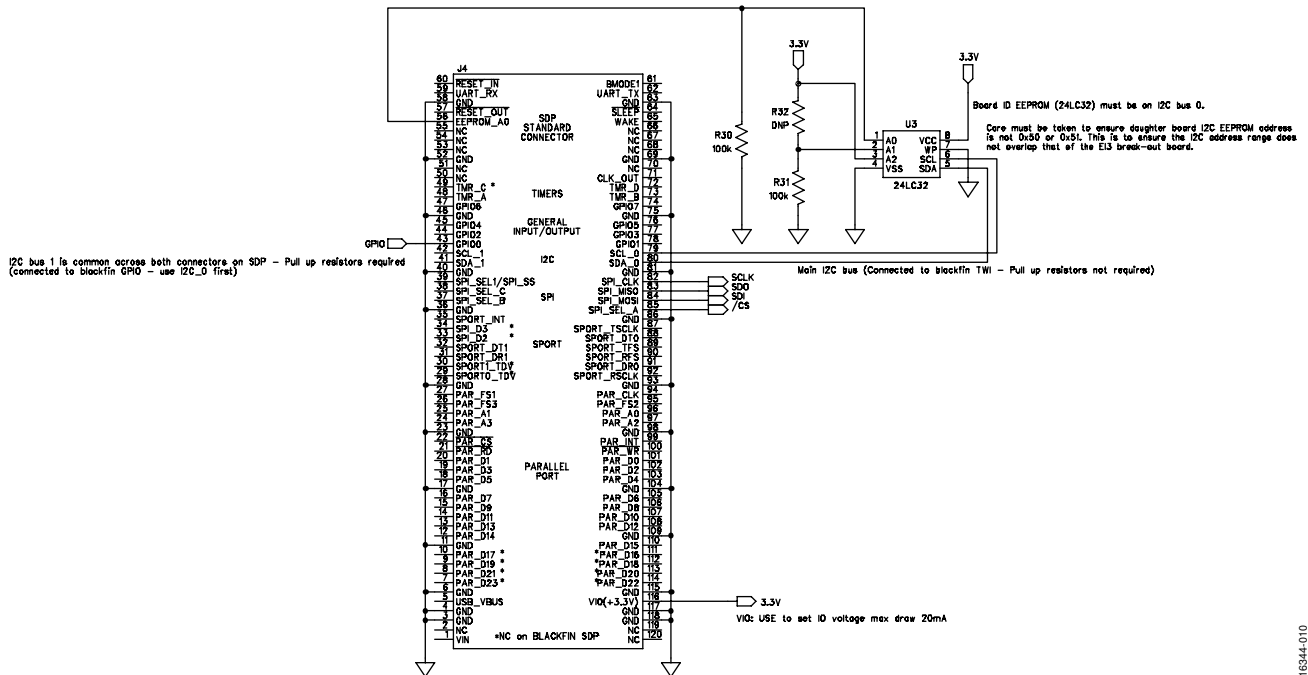 J4
60 RESET_IN BMODE1 61
59 UART_RX UART_TX 62
58 GND GND 63
57 RESET_OUT SLEEP 64
56 EEPROM_A0 WAKE 65
55 NC NC 66
54 NC NC 67
53 NC NC 68
52 GND GND 69
51 NC NC 70
50 NC CLK_OUT 71
49 TMR_C * TMR_D 72
48 TMR_A TMR_B 73
47 GPIO6 GPIO7 74
46 GND GND 75
45 GPIO4 GPIO5 76
44 GPIO2 GPIO3 77
43 GPIO0 GPIO1 78
42 SCL_1 SCL_0 79
41 SDA_1 SDA_0 80
40 GND GND 81
39 SPI_SEL1/SPI_SS SPI_CLK 82
38 SPI_SEL_C SPI_MISO 83
37 SPI_SEL_B SPI_MOSI 84
36 GND SPI_SEL_A 85
35 SPORT_INT GND 86
34 SPI_D3 * SPORT_TSCLK 87
33 SPI_D2 * SPORT_DT0 88
32 SPORT_DT1 SPORT_TFS 89
31 SPORT_DR1 SPORT_RFS 90
30 SPORT1_TDV * SPORT_DR0 91
29 SPORT0_TDV * SPORT_RSCLK 92
28 GND GND 93
27 PAR_FS1 PAR_CLK 94
26 PAR_FS3 PAR_FS2 95
25 PAR_A1 PAR_A0 96
24 PAR_A3 PAR_A2 97
23 GND GND 98
22 PAR_CS PAR_INT 99
21 PAR_RD PAR_WR 100
20 PAR_D1 PAR_D0 101
19 PAR_D3 PAR_D2 102
18 PAR_D5 PAR_D4 103
17 GND GND 104
16 PAR_D7 PAR_D6 105
15 PAR_D9 PAR_D8 106
14 PAR_D11 PAR_D10 107
13 PAR_D13 PAR_D12 108
12 PAR_D14 GND 109
11 GND PAR_D15 110
10 PAR_D17 * *PAR_D16 111
9 PAR_D19 * *PAR_D18 112
8 PAR_D21 * *PAR_D20 113
7 PAR_D23 * *PAR_D22 114
6 GND GND 115
5 USB_VBUS VIO(+3.3V) 116
4 GND GND 117
3 GND GND 118
2 NC NC 119
1 VIN NC 120
SDP
STANDARD
CONNECTOR
TIMERS
GENERAL
INPUT/OUTPUT
I2C
SPI
SPORT
PARALLEL
PORT
*NC on BLACKFIN SDP
GPIO
I2C bus 1 is common across both connectors on SDP - Pull up resistors required
(connected to blackfin GPIO - use I2C_0 first)
R30
100k
3.3V
R32
DNP
R31
100k
3.3V
U3
1 A0 VCC 8
2 A1 WP 7
3 A2 SCL 6
4 VSS SDA 5
24LC32
Board ID EEPROM (24LC32) must be on I2C bus 0.
Care must be taken to ensure daughter board I2C EEPROM address
is not 0x50 or 0x51. This is to ensure the I2C address range does
not overlap that of the EI3 break-out board.
Main I2C bus (Connected to blackfin TWI - Pull up resistors not required)
SCLK
SDO
SDI
/CS
3.3V
VIO: USE to set IO voltage max draw 20mA
16344-010